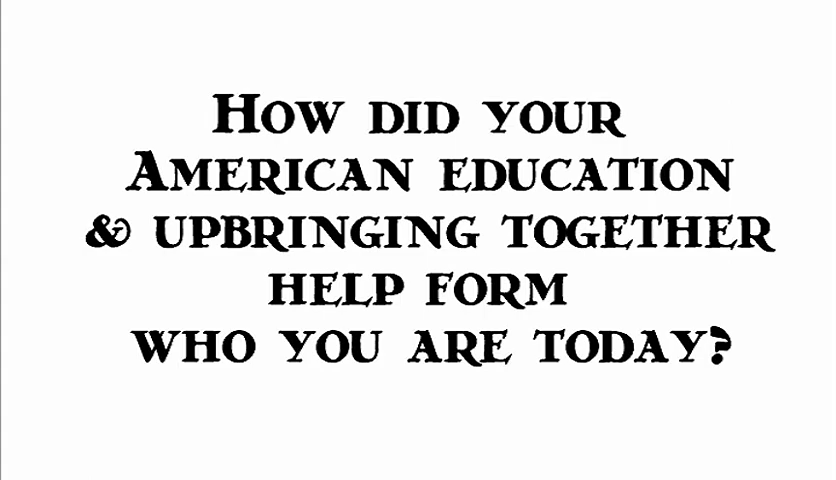 How did your
American education
& upbringing together
help form
who you are today?